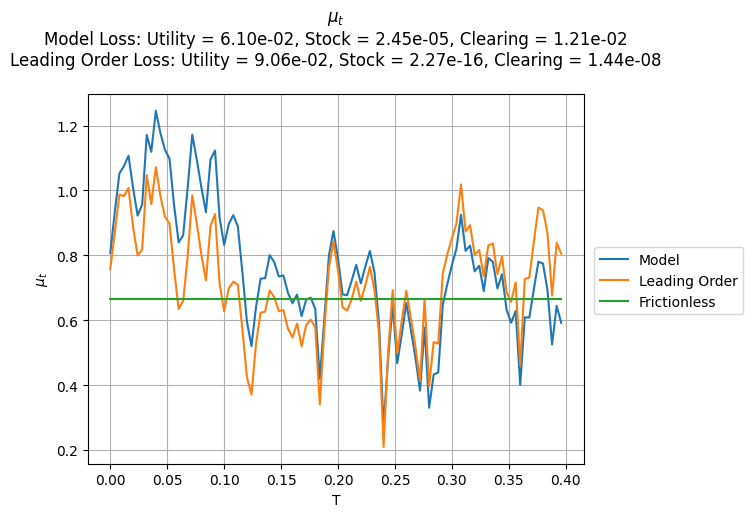 μₜ
Model Loss: Utility = 6.10e-02, Stock = 2.45e-05, Clearing = 1.21e-02
Leading Order Loss: Utility = 9.06e-02, Stock = 2.27e-16, Clearing = 1.44e-08
1.2
1.0
0.8
0.6
0.4
0.2
μₜ
0.00 0.05 0.10 0.15 0.20 0.25 0.30 0.35 0.40
T
Model
Leading Order
Frictionless